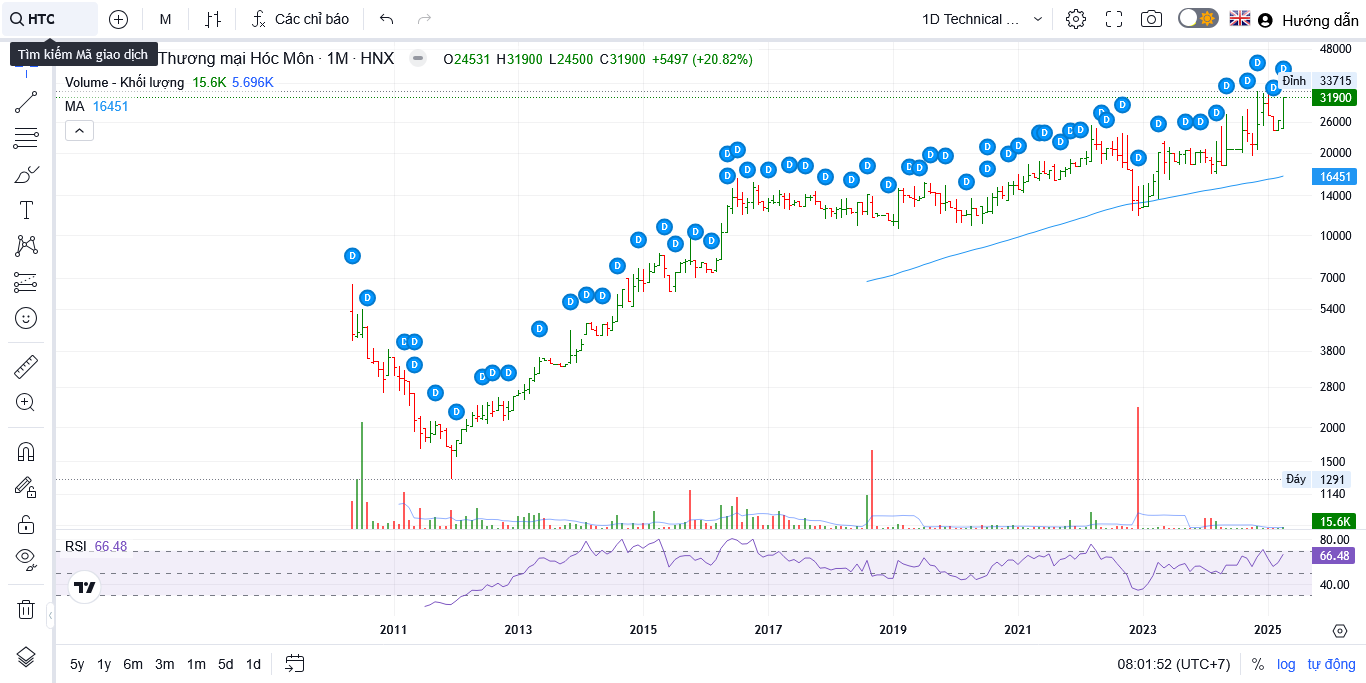 HTC
M
Các chỉ báo
1D Technical ...
Hướng dẫn
Tìm kiếm Mã giao dịch
Thương mại Hóc Môn · 1M · HNX
O24531 H31900 L24500 C31900 +5497 (+20.82%)
Volume - Khối lượng 15.6K 5.696K
MA 16451
48000
Đỉnh 33715
31900
26000
20000
16451
14000
10000
7000
5400
3800
2800
2000
1500
Đáy 1291
1140
15.6K
RSI 66.48
80.00
66.48
40.00
2011 2013 2015 2017 2019 2021 2023 2025
5y 1y 6m 3m 1m 5d 1d
08:01:52 (UTC+7) % log tự động